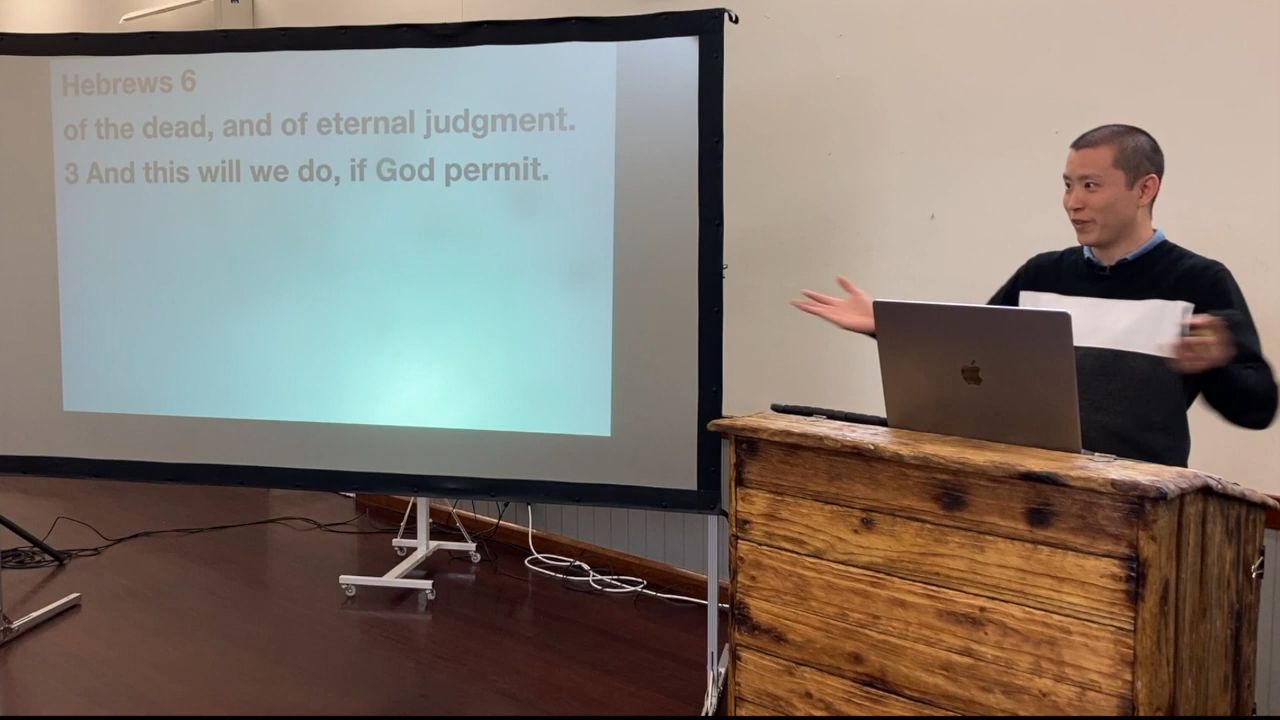 Hebrews 6
of the dead, and of eternal judgment.
3 And this will we do, if God permit.